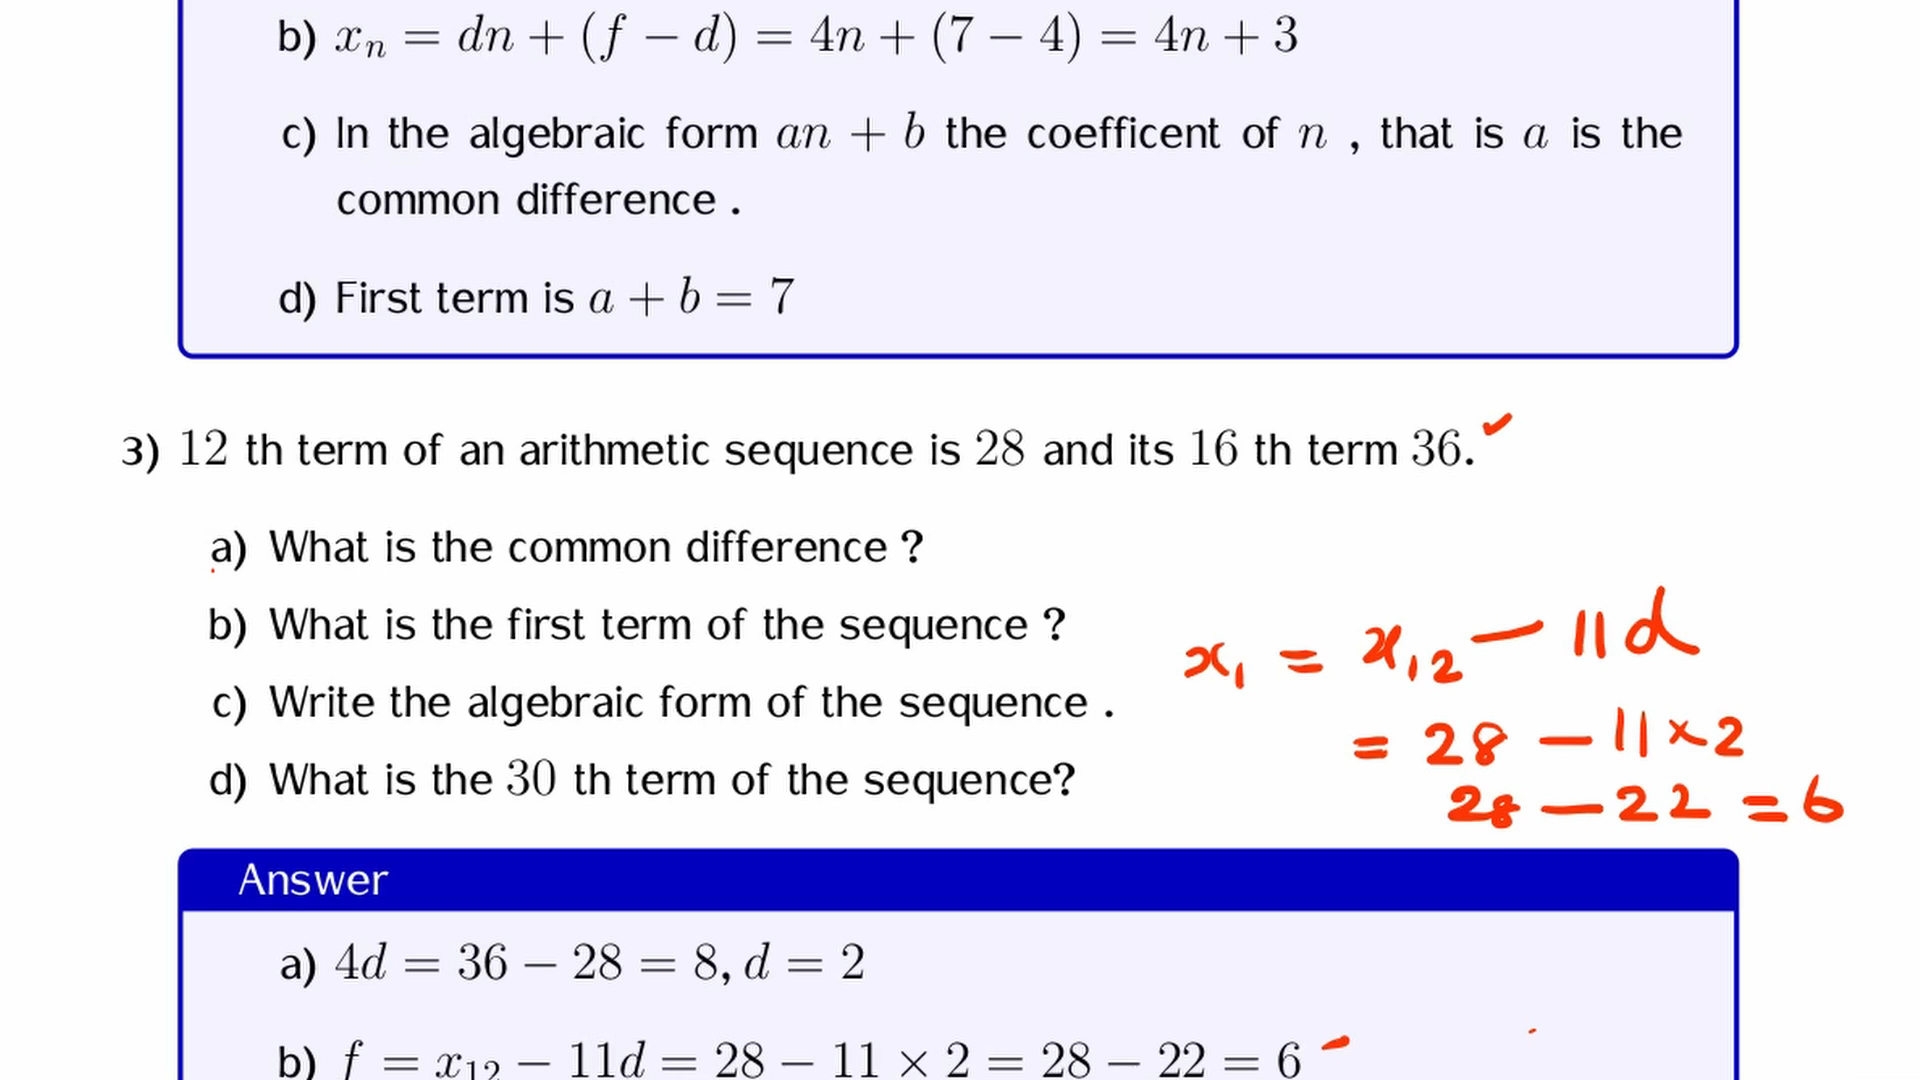 b) xₙ = dn + (f − d) = 4n + (7 − 4) = 4n + 3
c) In the algebraic form an + b the coefficent of n , that is a is the
common difference .
d) First term is a + b = 7
3) 12 th term of an arithmetic sequence is 28 and its 16 th term 36.
a) What is the common difference ?
b) What is the first term of the sequence ?
c) Write the algebraic form of the sequence .
d) What is the 30 th term of the sequence?
x₁ = x₁₂ − 11d
= 28 − 11 × 2
28 − 22 = 6
Answer
a) 4d = 36 − 28 = 8, d = 2
b) f = x₁₂ − 11d = 28 − 11 × 2 = 28 − 22 = 6